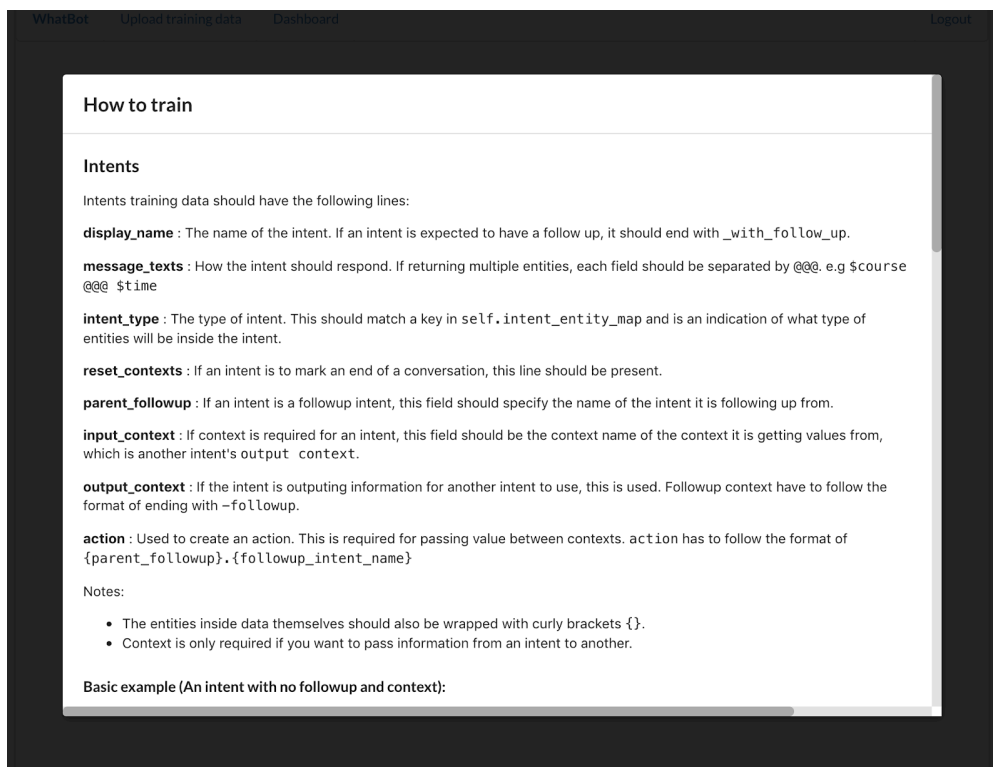 WhatBot Upload training data Dashboard Logout
How to train
Intents
Intents training data should have the following lines:
display_name : The name of the intent. If an intent is expected to have a follow up, it should end with _with_follow_up.
message_texts : How the intent should respond. If returning multiple entities, each field should be separated by @@@. e.g $course
@@@ $time
intent_type : The type of intent. This should match a key in self.intent_entity_map and is an indication of what type of
entities will be inside the intent.
reset_contexts : If an intent is to mark an end of a conversation, this line should be present.
parent_followup : If an intent is a followup intent, this field should specify the name of the intent it is following up from.
input_context : If context is required for an intent, this field should be the context name of the context it is getting values from,
which is another intent's output context.
output_context : If the intent is outputing information for another intent to use, this is used. Followup context have to follow the
format of ending with -followup.
action : Used to create an action. This is required for passing value between contexts. action has to follow the format of
{parent_followup}.{followup_intent_name}
Notes:
• The entities inside data themselves should also be wrapped with curly brackets {}.
• Context is only required if you want to pass information from an intent to another.
Basic example (An intent with no followup and context):